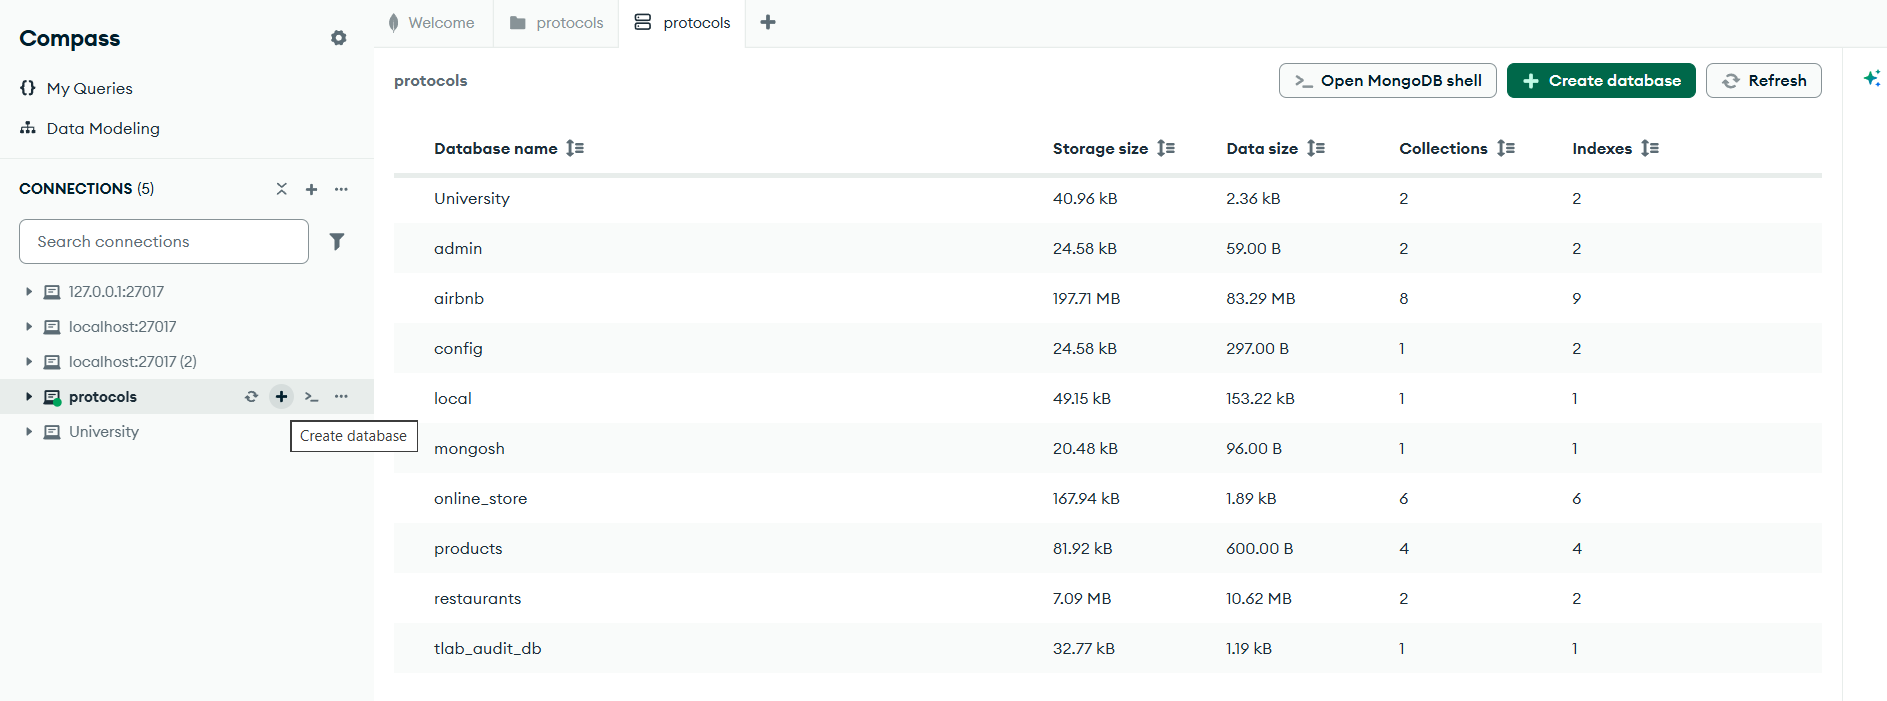 Compass
My Queries
Data Modeling
CONNECTIONS (5)
Search connections
127.0.0.1:27017
localhost:27017
localhost:27017 (2)
protocols
University
Create database
Welcome
protocols
protocols
protocols
>_ Open MongoDB shell
Create database
Refresh
Database name Storage size Data size Collections Indexes
University 40.96 kB 2.36 kB 2 2
admin 24.58 kB 59.00 B 2 2
airbnb 197.71 MB 83.29 MB 8 9
config 24.58 kB 297.00 B 1 2
local 49.15 kB 153.22 kB 1 1
mongosh 20.48 kB 96.00 B 1 1
online_store 167.94 kB 1.89 kB 6 6
products 81.92 kB 600.00 B 4 4
restaurants 7.09 MB 10.62 MB 2 2
tlab_audit_db 32.77 kB 1.19 kB 1 1